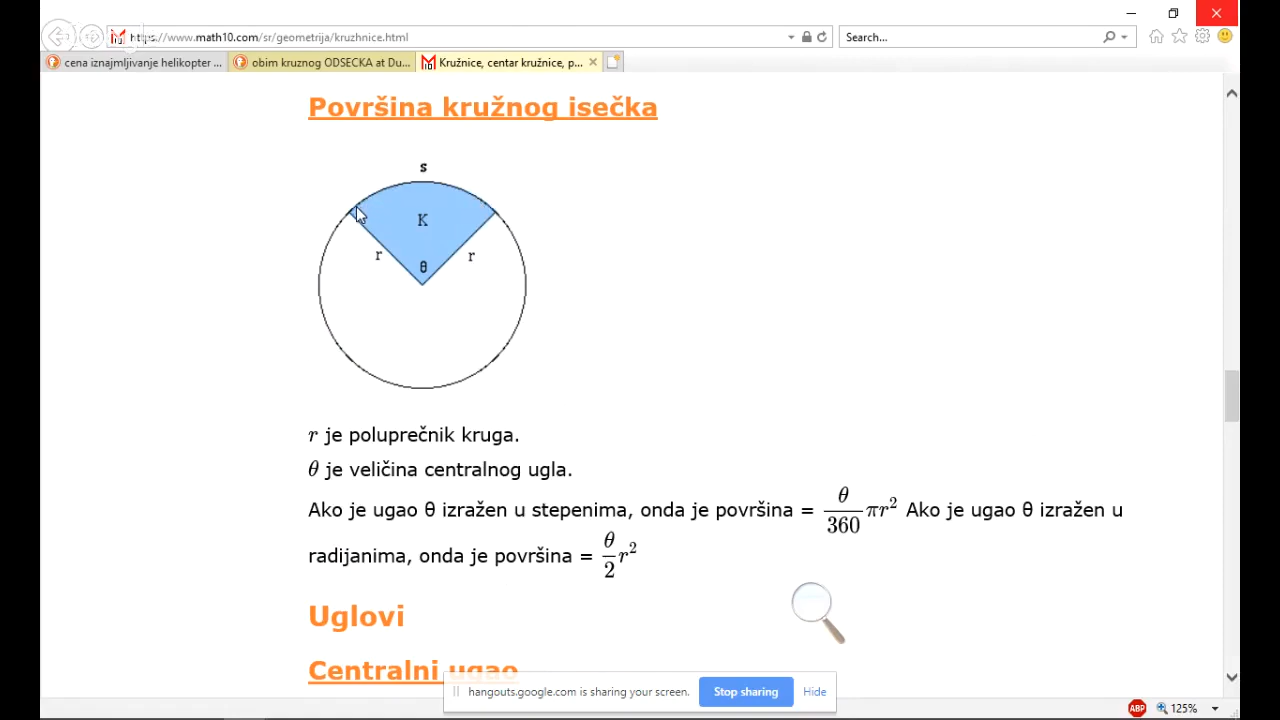 https://www.math10.com/sr/geometrija/kruzhnice.html
Search...
cena iznajmljivanje helikopter ...
obim kruznog ODSECKA at Du...
Kružnice, centar kružnice, p...
Površina kružnog isečka
s
K
r
θ
r
r je poluprečnik kruga.
θ je veličina centralnog ugla.
Ako je ugao θ izražen u stepenima, onda je površina = θ/360 πr² Ako je ugao θ izražen u
radijanima, onda je površina = θ/2 r²
Uglovi
Centralni ugao
hangouts.google.com is sharing your screen.
Stop sharing
Hide
ABP
125%